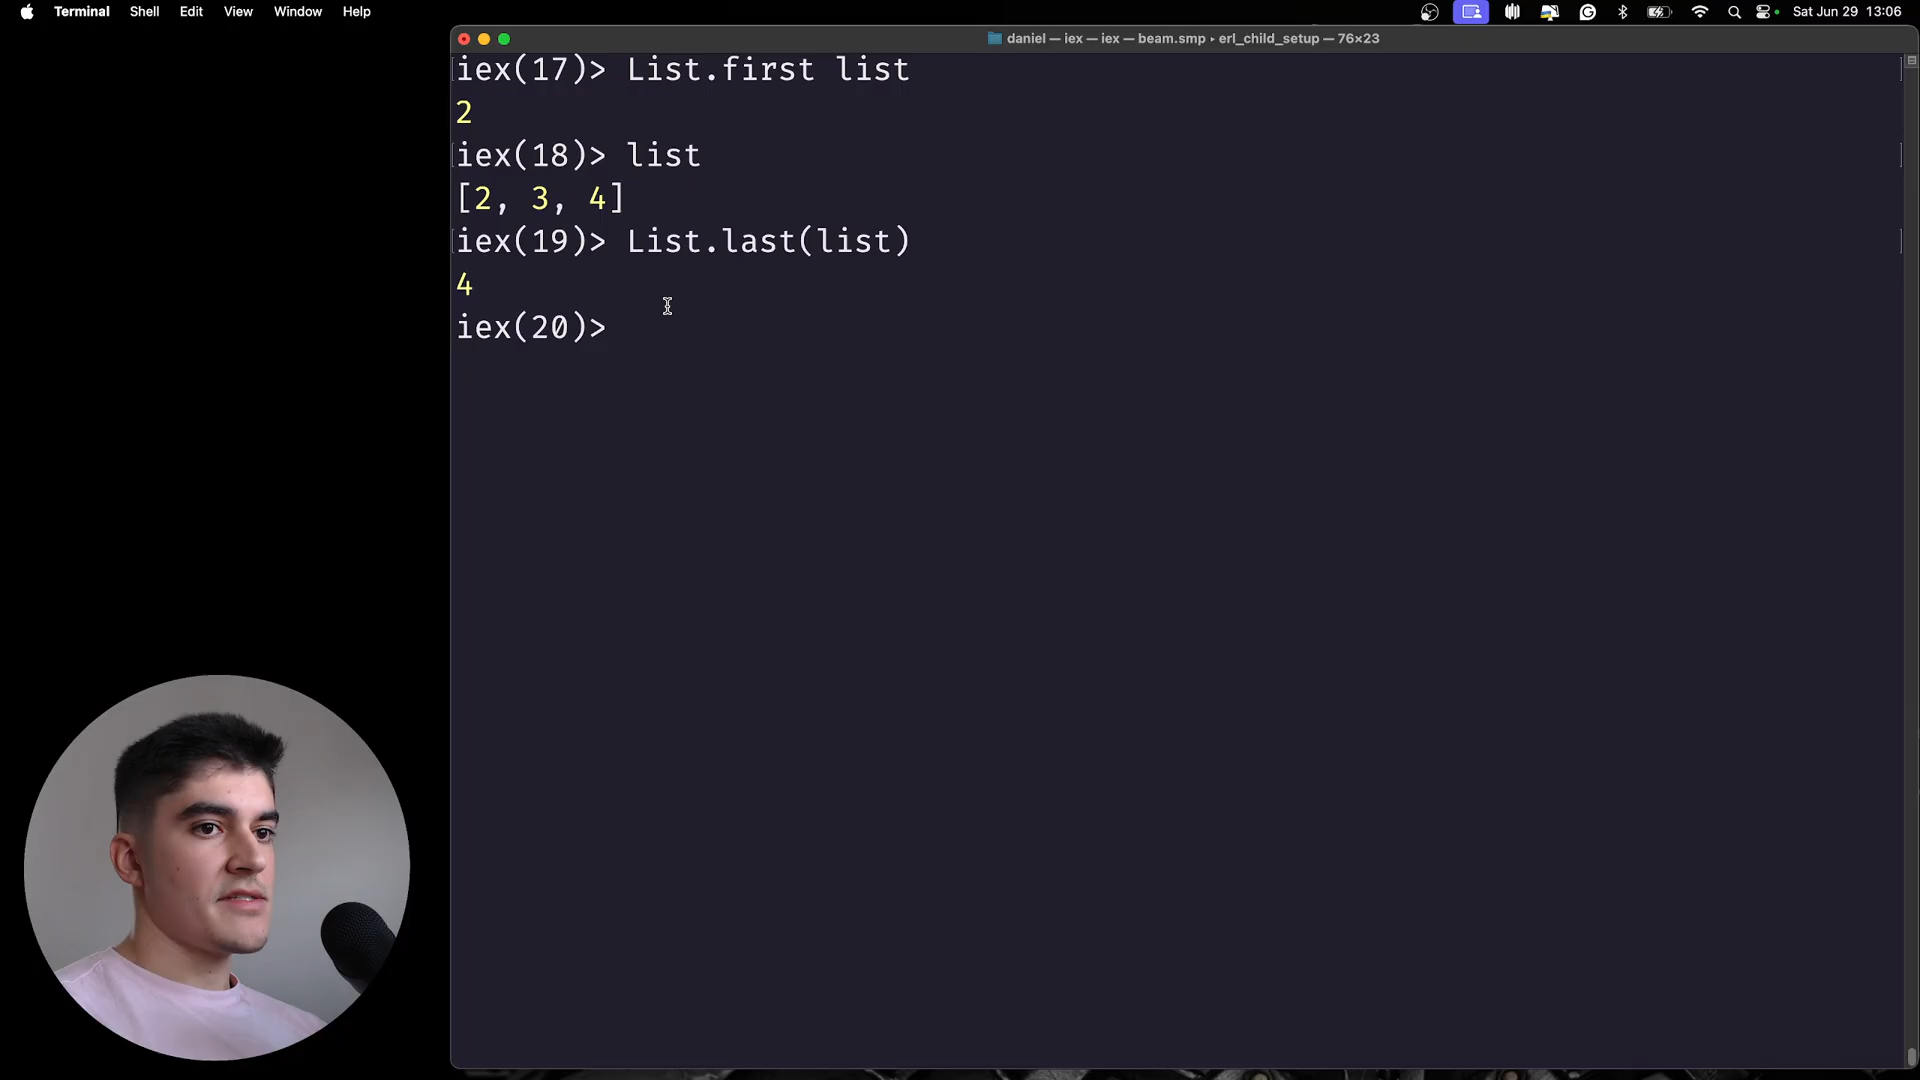 Terminal Shell Edit View Window Help Sat Jun 29 13:06
daniel — iex — iex — beam.smp ▸ erl_child_setup — 76×23
iex(17)> List.first list
2
iex(18)> list
[2, 3, 4]
iex(19)> List.last(list)
4
iex(20)>